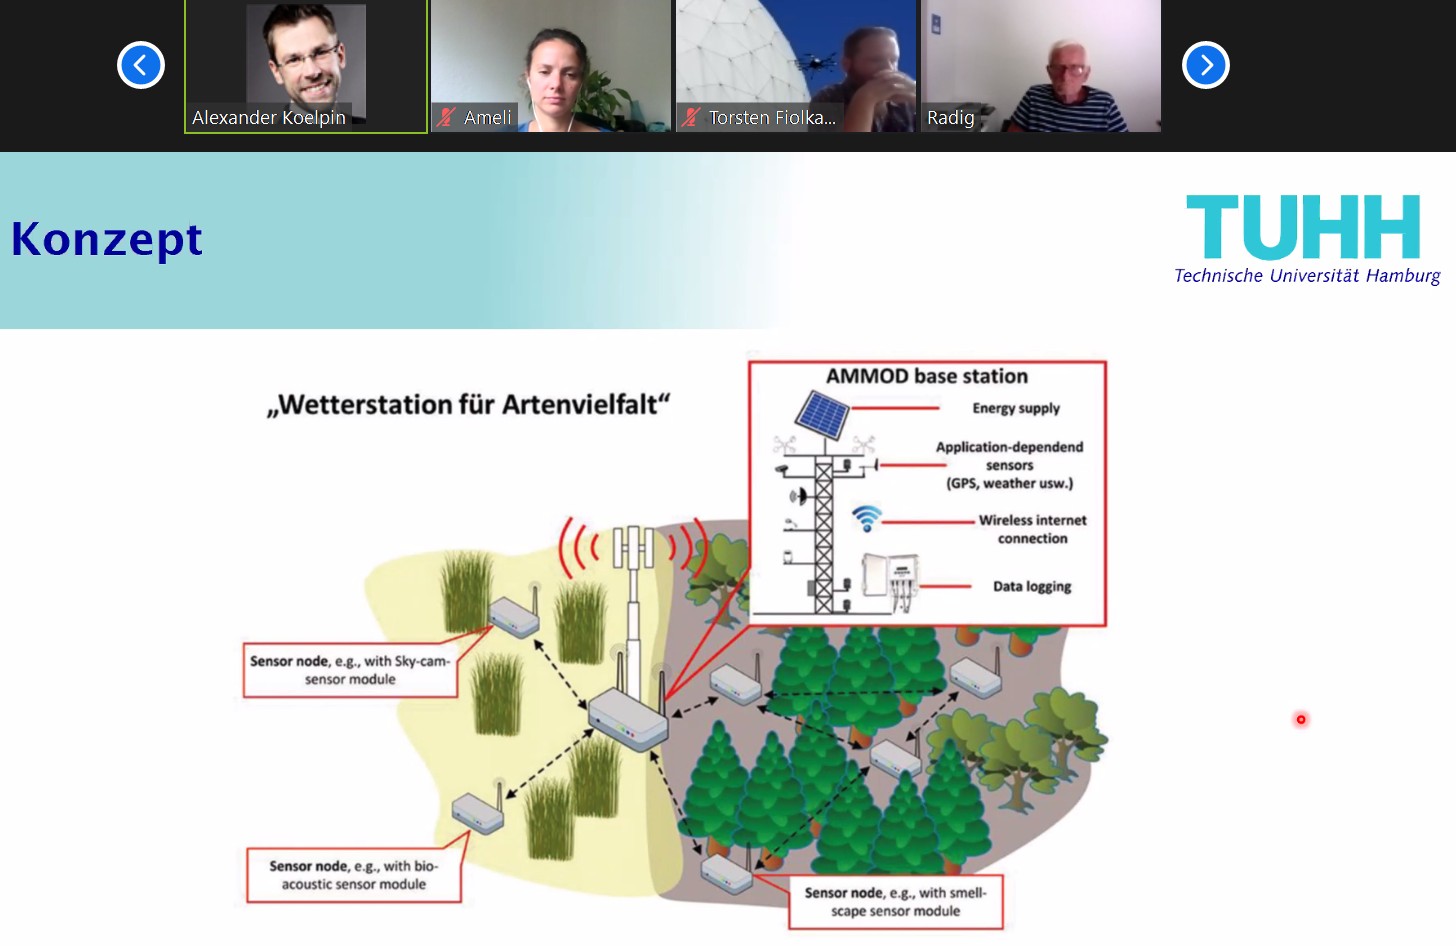 Alexander Koelpin
Ameli
Torsten Fiolka...
Radig
Konzept
TUHH
Technische Universität Hamburg
„Wetterstation für Artenvielfalt“
AMMOD base station
Energy supply
Application-dependend
sensors
(GPS, weather usw.)
Wireless internet
connection
Data logging
Sensor node, e.g., with Sky-cam-
sensor module
Sensor node, e.g., with bio-
acoustic sensor module
Sensor node, e.g., with smell-
scape sensor module